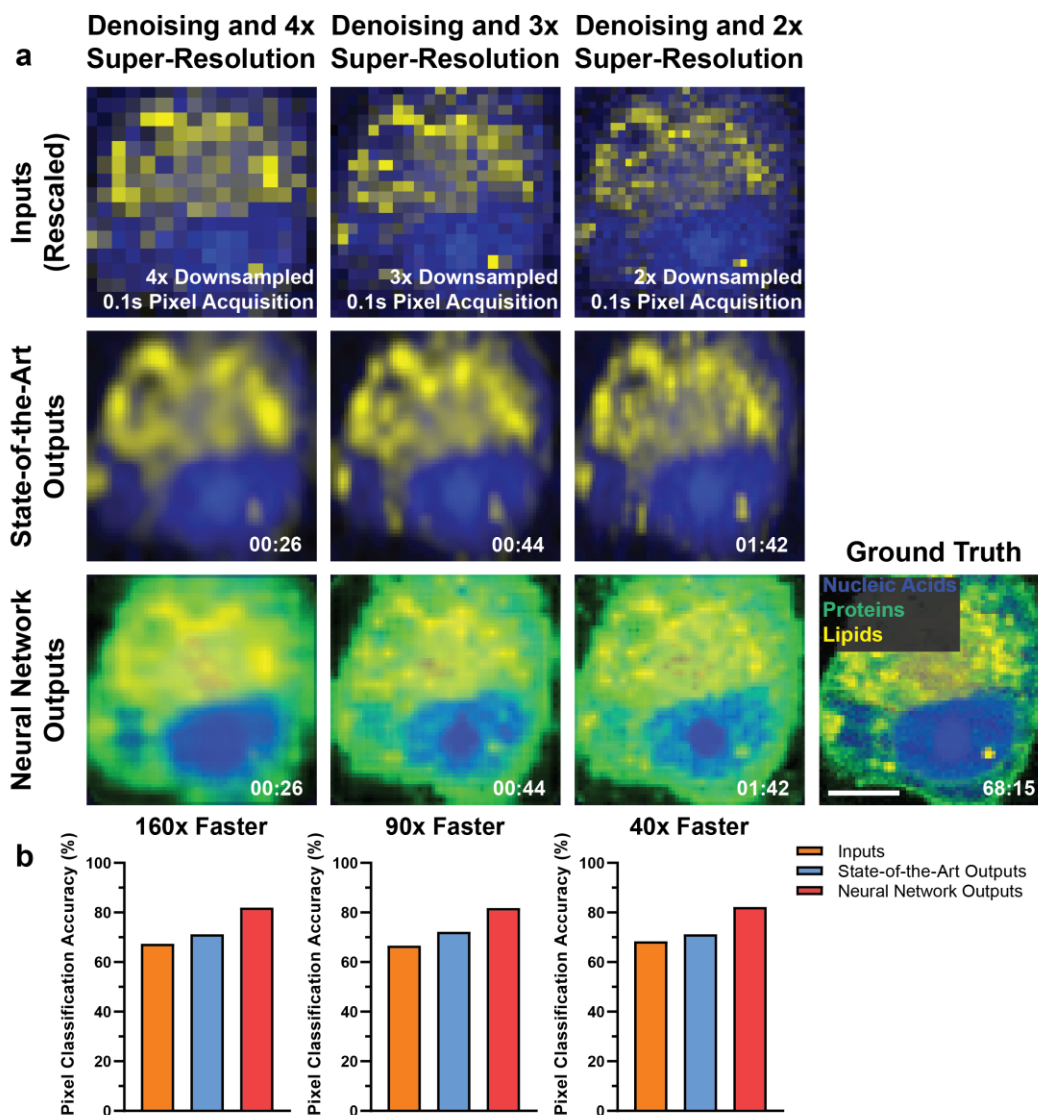 a
Denoising and 4x
Super-Resolution
Denoising and 3x
Super-Resolution
Denoising and 2x
Super-Resolution
Inputs
(Rescaled)
4x Downsampled
0.1s Pixel Acquisition
3x Downsampled
0.1s Pixel Acquisition
2x Downsampled
0.1s Pixel Acquisition
State-of-the-Art
Outputs
00:26
00:44
01:42
Neural Network
Outputs
00:26
00:44
01:42
Ground Truth
Nucleic Acids
Proteins
Lipids
68:15
b
160x Faster
Pixel Classification Accuracy (%)
100
80
60
40
20
0
90x Faster
Pixel Classification Accuracy (%)
100
80
60
40
20
0
40x Faster
Pixel Classification Accuracy (%)
100
80
60
40
20
0
Inputs
State-of-the-Art Outputs
Neural Network Outputs